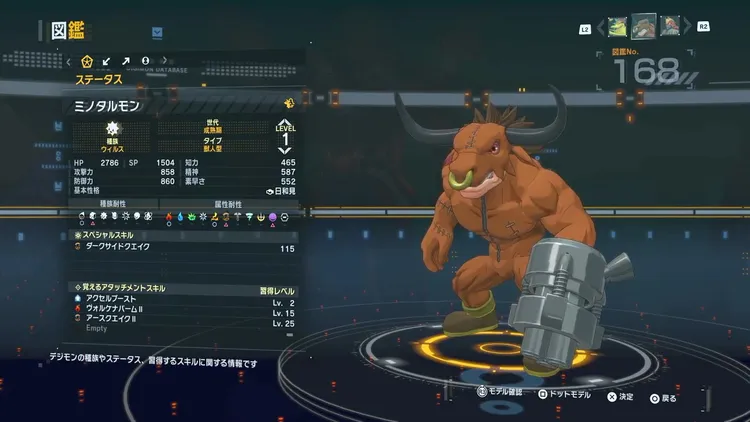 図鑑
L2
R2
図鑑No.
168
ステータス
ミノタルモン
種族
ウィルス
世代
成熟期
タイプ
獣人型
LEVEL
1
HP 2786 SP 1504 知力 465
攻撃力 858 精神 587
防御力 860 素早さ 552
基本性格 日和見
種族耐性 属性耐性
スペシャルスキル
ダークサイドクエイク 115
覚えるアタッチメントスキル 習得レベル
アクセルブースト Lv. 2
ヴォルケナパームⅡ Lv. 15
アースクエイクⅡ Lv. 25
Empty
デジモンの種族やステータス、習得するスキルに関する情報です
R3 モデル確認 ドットモデル 決定 戻る